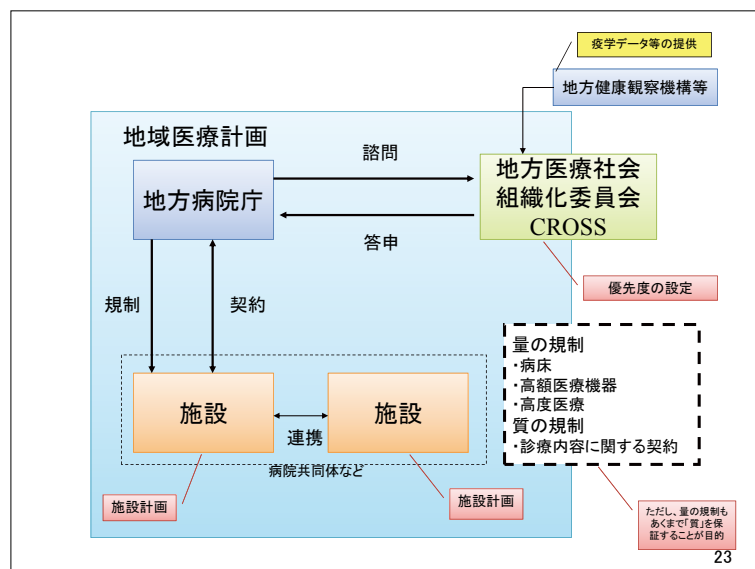 疫学データ等の提供
地方健康観察機構等
地域医療計画
諮問
地方病院庁
地方医療社会
組織化委員会
CROSS
答申
優先度の設定
規制
契約
量の規制
・病床
・高額医療機器
・高度医療
質の規制
・診療内容に関する契約
施設
施設
連携
病院共同体など
施設計画
施設計画
ただし、量の規制も
あくまで「質」を保
証することが目的
23